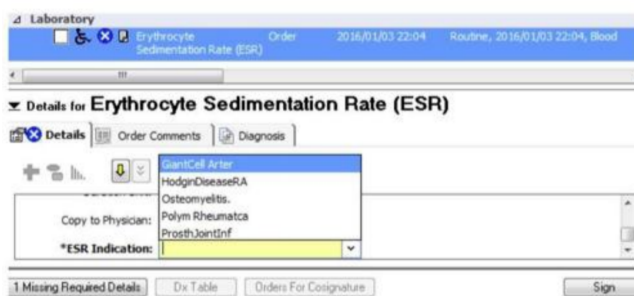 Laboratory
Erythrocyte Order 2016/01/03 22:04 Routine, 2016/01/03 22:04, Blood
Sedimentation Rate (ESR)
Details for Erythrocyte Sedimentation Rate (ESR)
Details Order Comments Diagnosis
GiantCell Arter
HodginDiseaseRA
Osteomyelitis.
Copy to Physician: Polym Rheumatca
ProsthJointInf
*ESR Indication:
1 Missing Required Details Dx Table Orders For Cosignature Sign